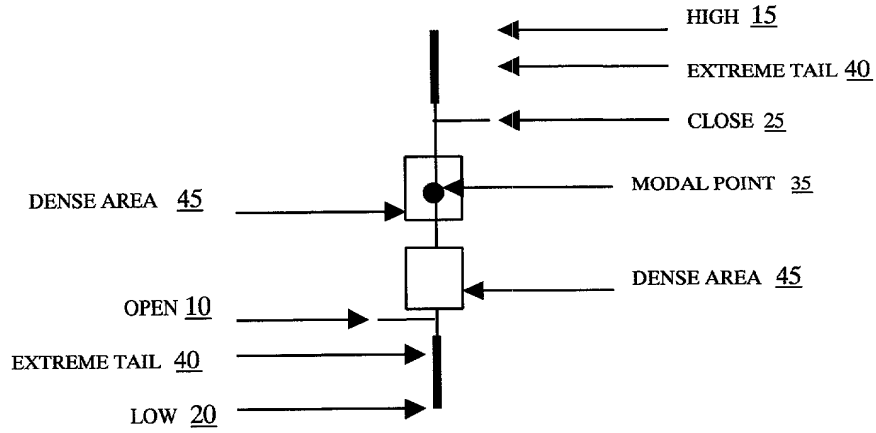 HIGH 15
EXTREME TAIL 40
CLOSE 25
MODAL POINT 35
DENSE AREA 45
DENSE AREA 45
OPEN 10
EXTREME TAIL 40
LOW 20